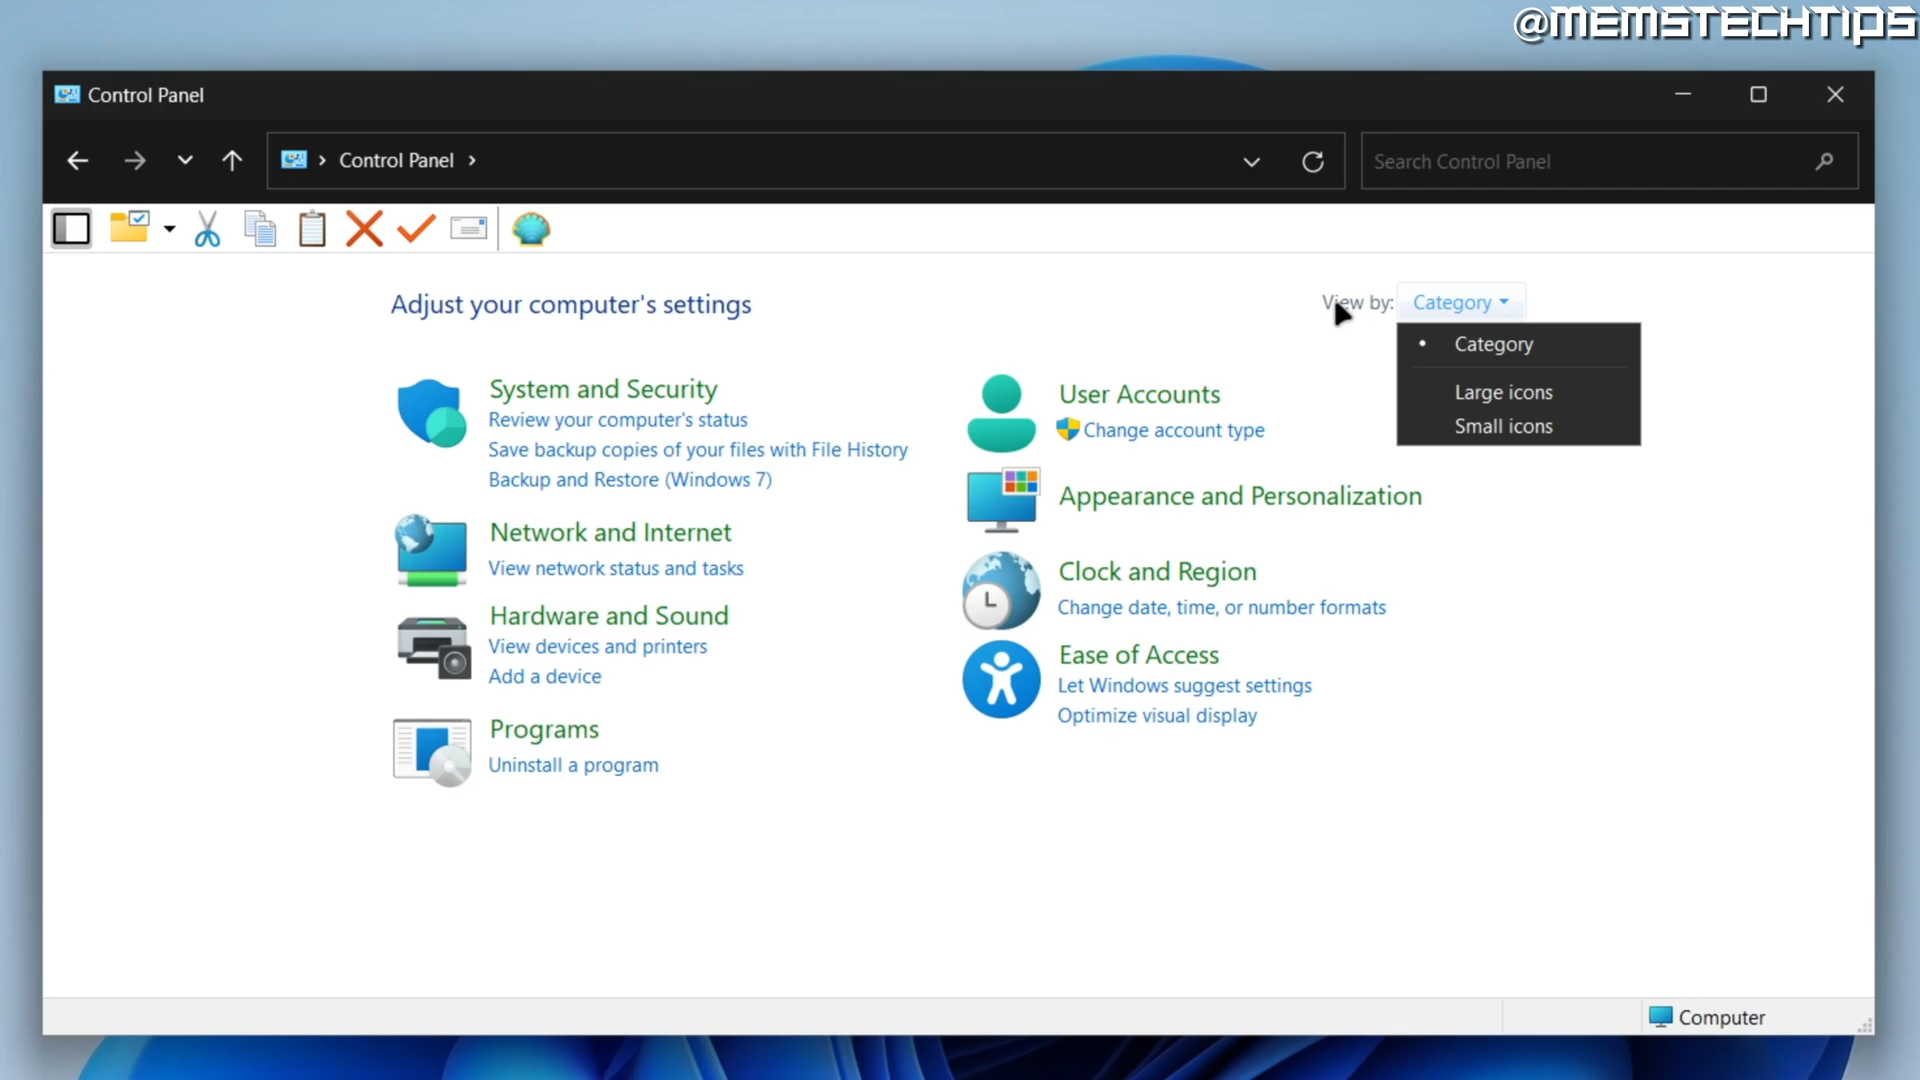 @MEMSTECHTIPS
Control Panel
Control Panel
Search Control Panel
Adjust your computer's settings
View by:
Category
Category
Large icons
Small icons
System and Security
Review your computer's status
Save backup copies of your files with File History
Backup and Restore (Windows 7)
Network and Internet
View network status and tasks
Hardware and Sound
View devices and printers
Add a device
Programs
Uninstall a program
User Accounts
Change account type
Appearance and Personalization
Clock and Region
Change date, time, or number formats
Ease of Access
Let Windows suggest settings
Optimize visual display
Computer